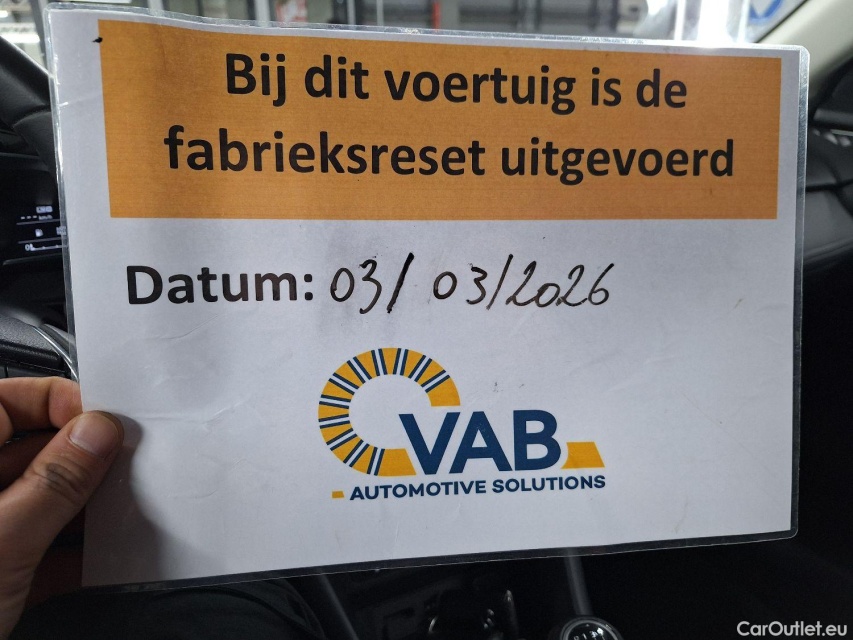 Bij dit voertuig is de
fabrieksreset uitgevoerd
Datum: 03/03/2026
VAB
AUTOMOTIVE SOLUTIONS
CarOutlet.eu